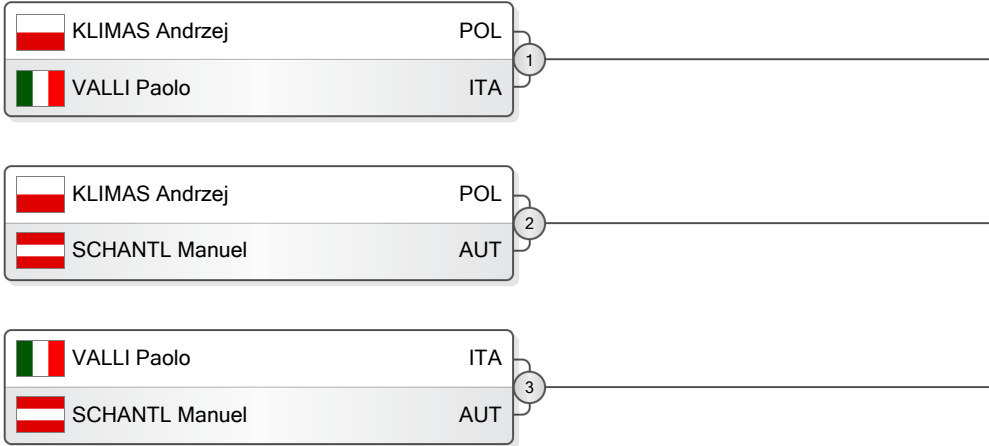 KLIMAS Andrzej POL
1
VALLI Paolo ITA
KLIMAS Andrzej POL
2
SCHANTL Manuel AUT
VALLI Paolo ITA
3
SCHANTL Manuel AUT